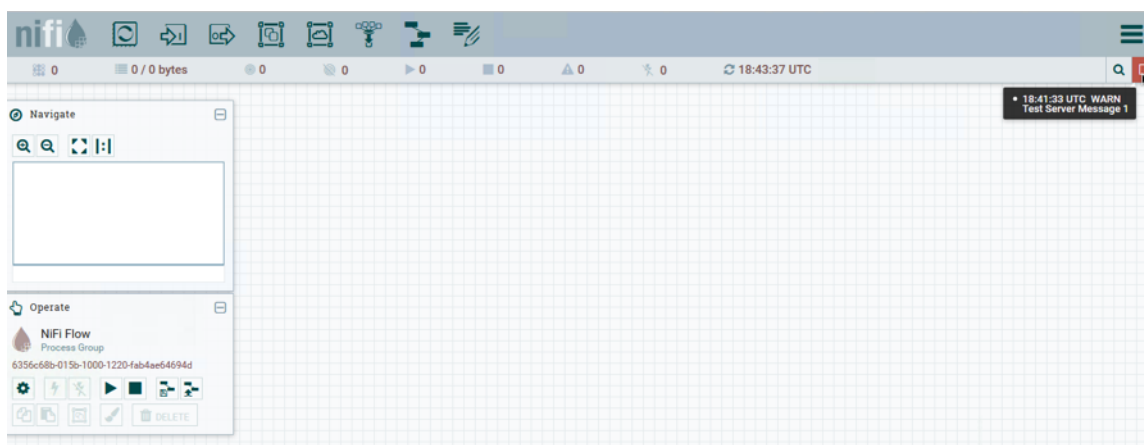 nifi
0
0 / 0 bytes
0
0
0
0
0
0
18:43:37 UTC
18:41:33 UTC WARN
Test Server Message 1
Navigate
Operate
NiFi Flow
Process Group
6356c68b-015b-1000-1220-fab4ae64694d
DELETE